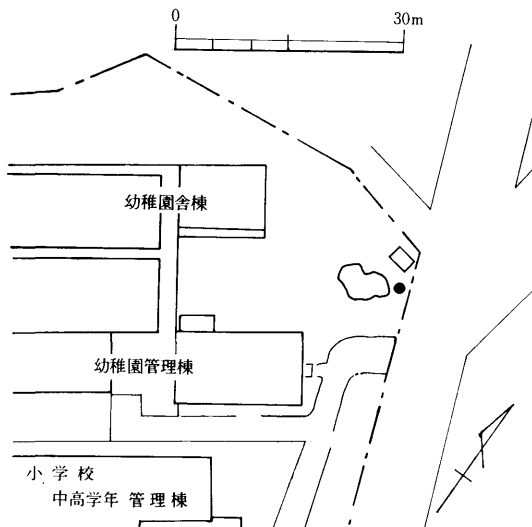 0 30m
幼稚園舎棟
幼稚園管理棟
小学校
中高学年 管理棟